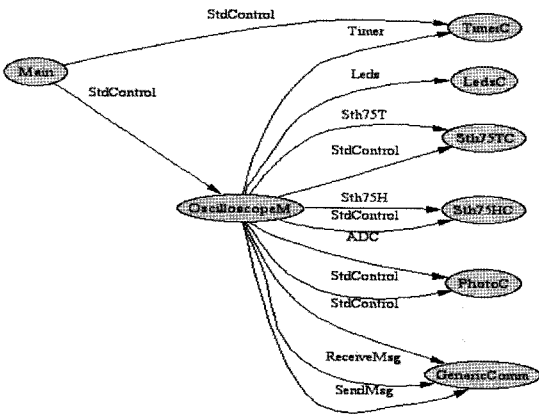 StdControl
Timer
TimerC
Main
Leds
LedsC
StdControl
Sth75T
Sth75TC
StdControl
Sth75H
OscilloscopeM
Sth75HC
StdControl
ADC
StdControl
PhotoC
StdControl
ReceiveMsg
GenericComm
SendMsg